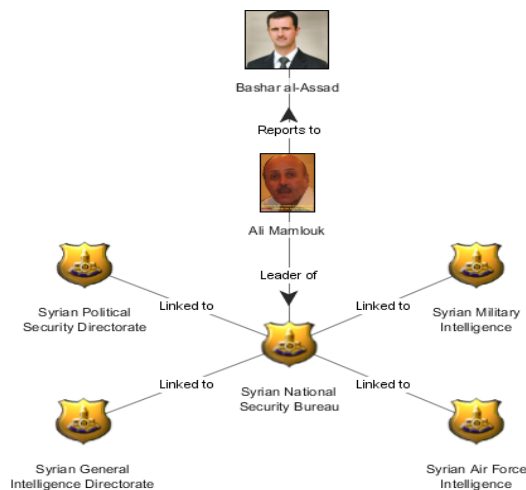 Bashar al-Assad
Reports to
Ali Mamlouk
Leader of
Syrian Political
Security Directorate
Linked to
Linked to
Syrian Military
Intelligence
Syrian National
Security Bureau
Linked to
Linked to
Syrian General
Intelligence Directorate
Syrian Air Force
Intelligence